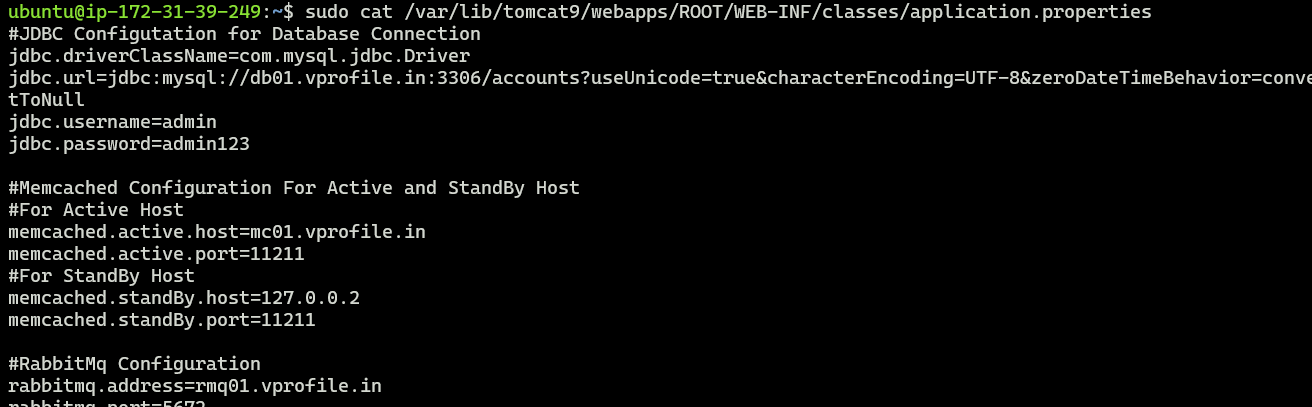 ubuntu@ip-172-31-39-249:~$ sudo cat /var/lib/tomcat9/webapps/ROOT/WEB-INF/classes/application.properties
#JDBC Configutation for Database Connection
jdbc.driverClassName=com.mysql.jdbc.Driver
jdbc.url=jdbc:mysql://db01.vprofile.in:3306/accounts?useUnicode=true&characterEncoding=UTF-8&zeroDateTimeBehavior=conve
tToNull
jdbc.username=admin
jdbc.password=admin123
#Memcached Configuration For Active and StandBy Host
#For Active Host
memcached.active.host=mc01.vprofile.in
memcached.active.port=11211
#For StandBy Host
memcached.standBy.host=127.0.0.2
memcached.standBy.port=11211
#RabbitMq Configuration
rabbitmq.address=rmq01.vprofile.in
rabbitmq.port=5672